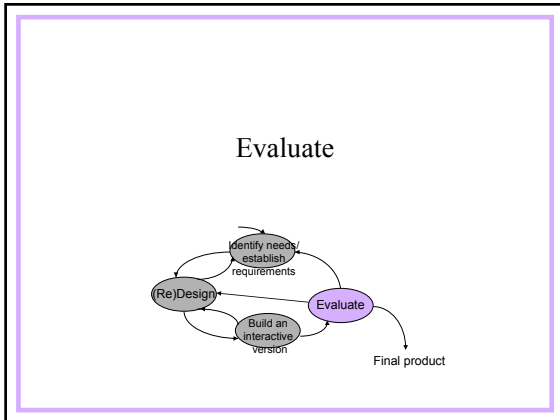 Evaluate
Identify needs/
establish
requirements
(Re)Design
Evaluate
Build an
interactive
version
Final product